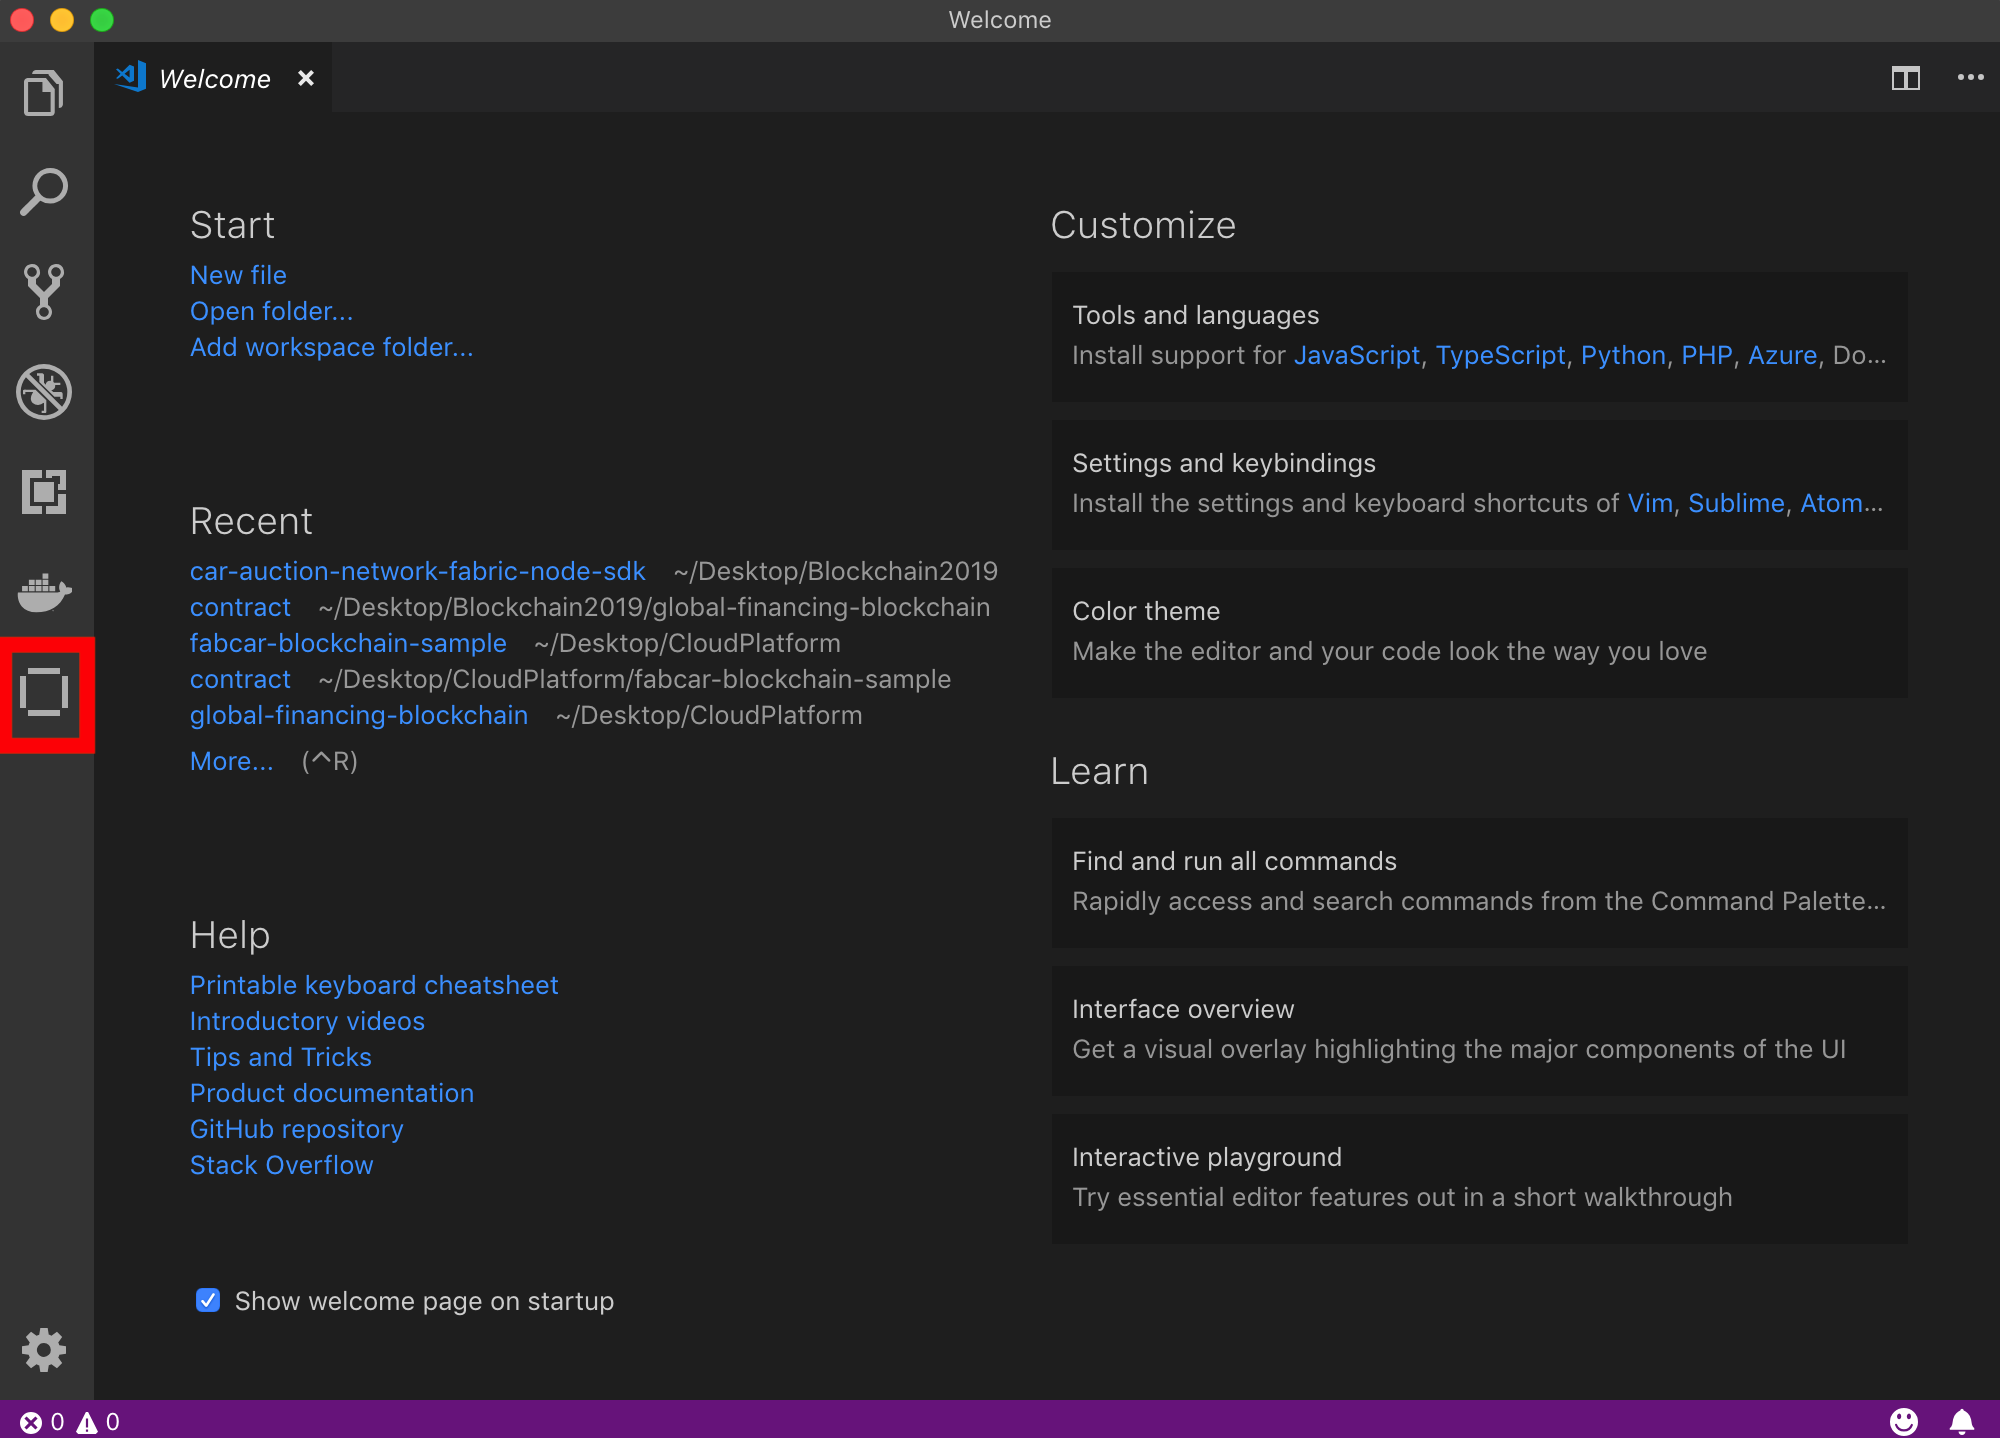 Welcome
Welcome
Start
New file
Open folder...
Add workspace folder...
Recent
car-auction-network-fabric-node-sdk ~/Desktop/Blockchain2019
contract ~/Desktop/Blockchain2019/global-financing-blockchain
fabcar-blockchain-sample ~/Desktop/CloudPlatform
contract ~/Desktop/CloudPlatform/fabcar-blockchain-sample
global-financing-blockchain ~/Desktop/CloudPlatform
More... (^R)
Help
Printable keyboard cheatsheet
Introductory videos
Tips and Tricks
Product documentation
GitHub repository
Stack Overflow
Show welcome page on startup
Customize
Tools and languages
Install support for JavaScript, TypeScript, Python, PHP, Azure, Do...
Settings and keybindings
Install the settings and keyboard shortcuts of Vim, Sublime, Atom...
Color theme
Make the editor and your code look the way you love
Learn
Find and run all commands
Rapidly access and search commands from the Command Palette...
Interface overview
Get a visual overlay highlighting the major components of the UI
Interactive playground
Try essential editor features out in a short walkthrough
0 0